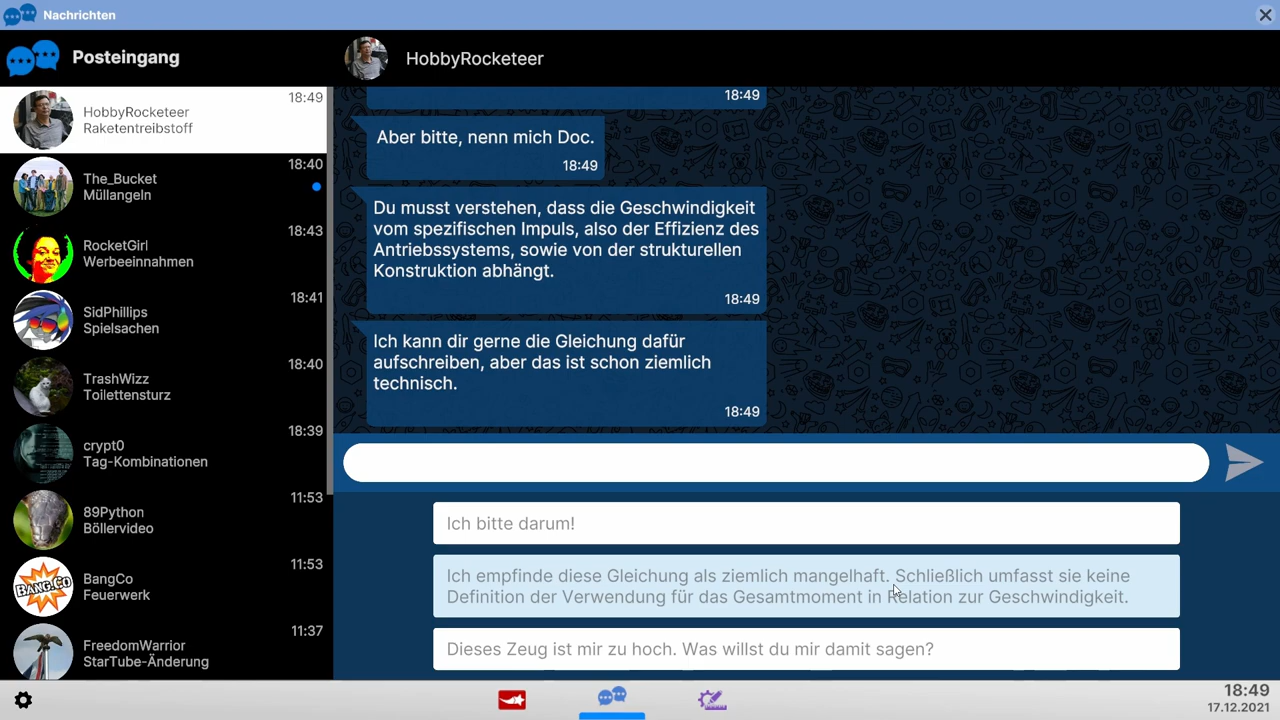 Nachrichten
Posteingang
HobbyRocketeer
18:49
HobbyRocketeer
Raketentreibstoff
18:40
The_Bucket
Müllangeln
18:43
RocketGirl
Werbeeinnahmen
18:41
SidPhillips
Spielsachen
18:40
TrashWizz
Toilettensturz
18:39
crypt0
Tag-Kombinationen
11:53
89Python
Böllervideo
11:53
BANG.CO
BangCo
Feuerwerk
11:37
FreedomWarrior
StarTube-Änderung
18:49
Aber bitte, nenn mich Doc.
18:49
Du musst verstehen, dass die Geschwindigkeit
vom spezifischen Impuls, also der Effizienz des
Antriebssystems, sowie von der strukturellen
Konstruktion abhängt.
18:49
Ich kann dir gerne die Gleichung dafür
aufschreiben, aber das ist schon ziemlich
technisch.
18:49
Ich bitte darum!
Ich empfinde diese Gleichung als ziemlich mangelhaft. Schließlich umfasst sie keine
Definition der Verwendung für das Gesamtmoment in Relation zur Geschwindigkeit.
Dieses Zeug ist mir zu hoch. Was willst du mir damit sagen?
18:49
17.12.2021